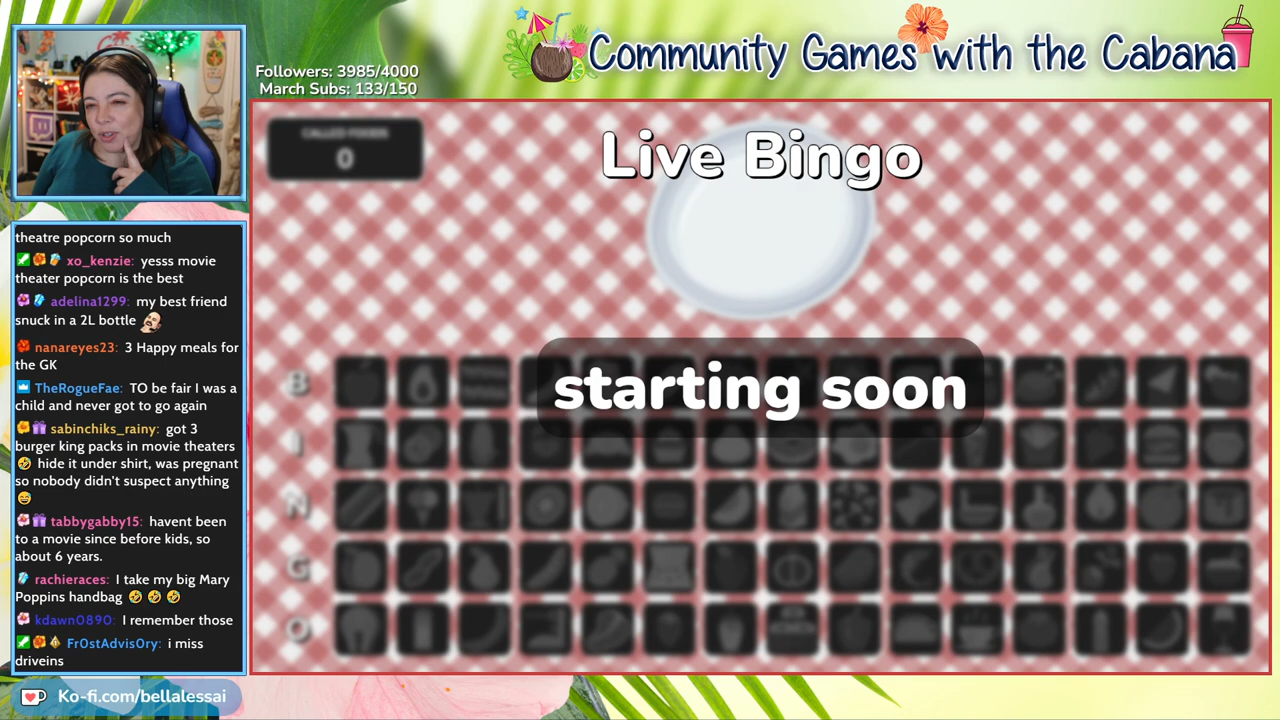 Community Games with the Cabana
Followers: 3985/4000
March Subs: 133/150
CALLED FOODS
0
Live Bingo
starting soon
B
I
N
G
O
theatre popcorn so much
xo_kenzie: yesss movie
theater popcorn is the best
adelina1299: my best friend
snuck in a 2L bottle
nanareyes23: 3 Happy meals for
the GK
TheRogueFae: TO be fair I was a
child and never got to go again
sabinchiks_rainy: got 3
burger king packs in movie theaters
hide it under shirt, was pregnant
so nobody didn't suspect anything
tabbygabby15: havent been
to a movie since before kids, so
about 6 years.
rachieraces: I take my big Mary
Poppins handbag
kdawn0890: I remember those
Fr0stAdvis0ry: i miss
driveins
Ko-fi.com/bellalessai